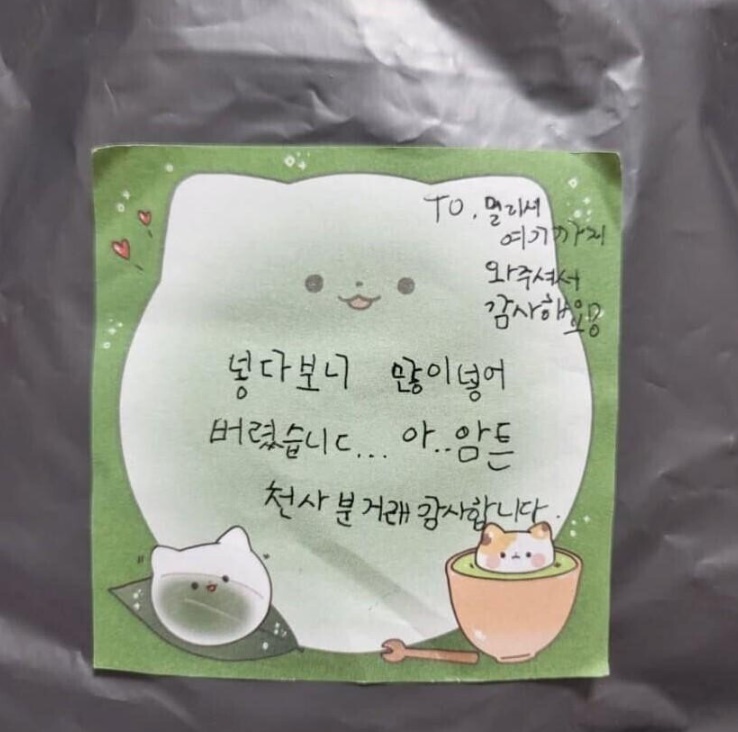 TO. 멀리서
여기까지
와주셔서
감사해요용
넣다보니 많이넣어
버렸습니다... 아..암튼
천사분 거래 감사합니다.